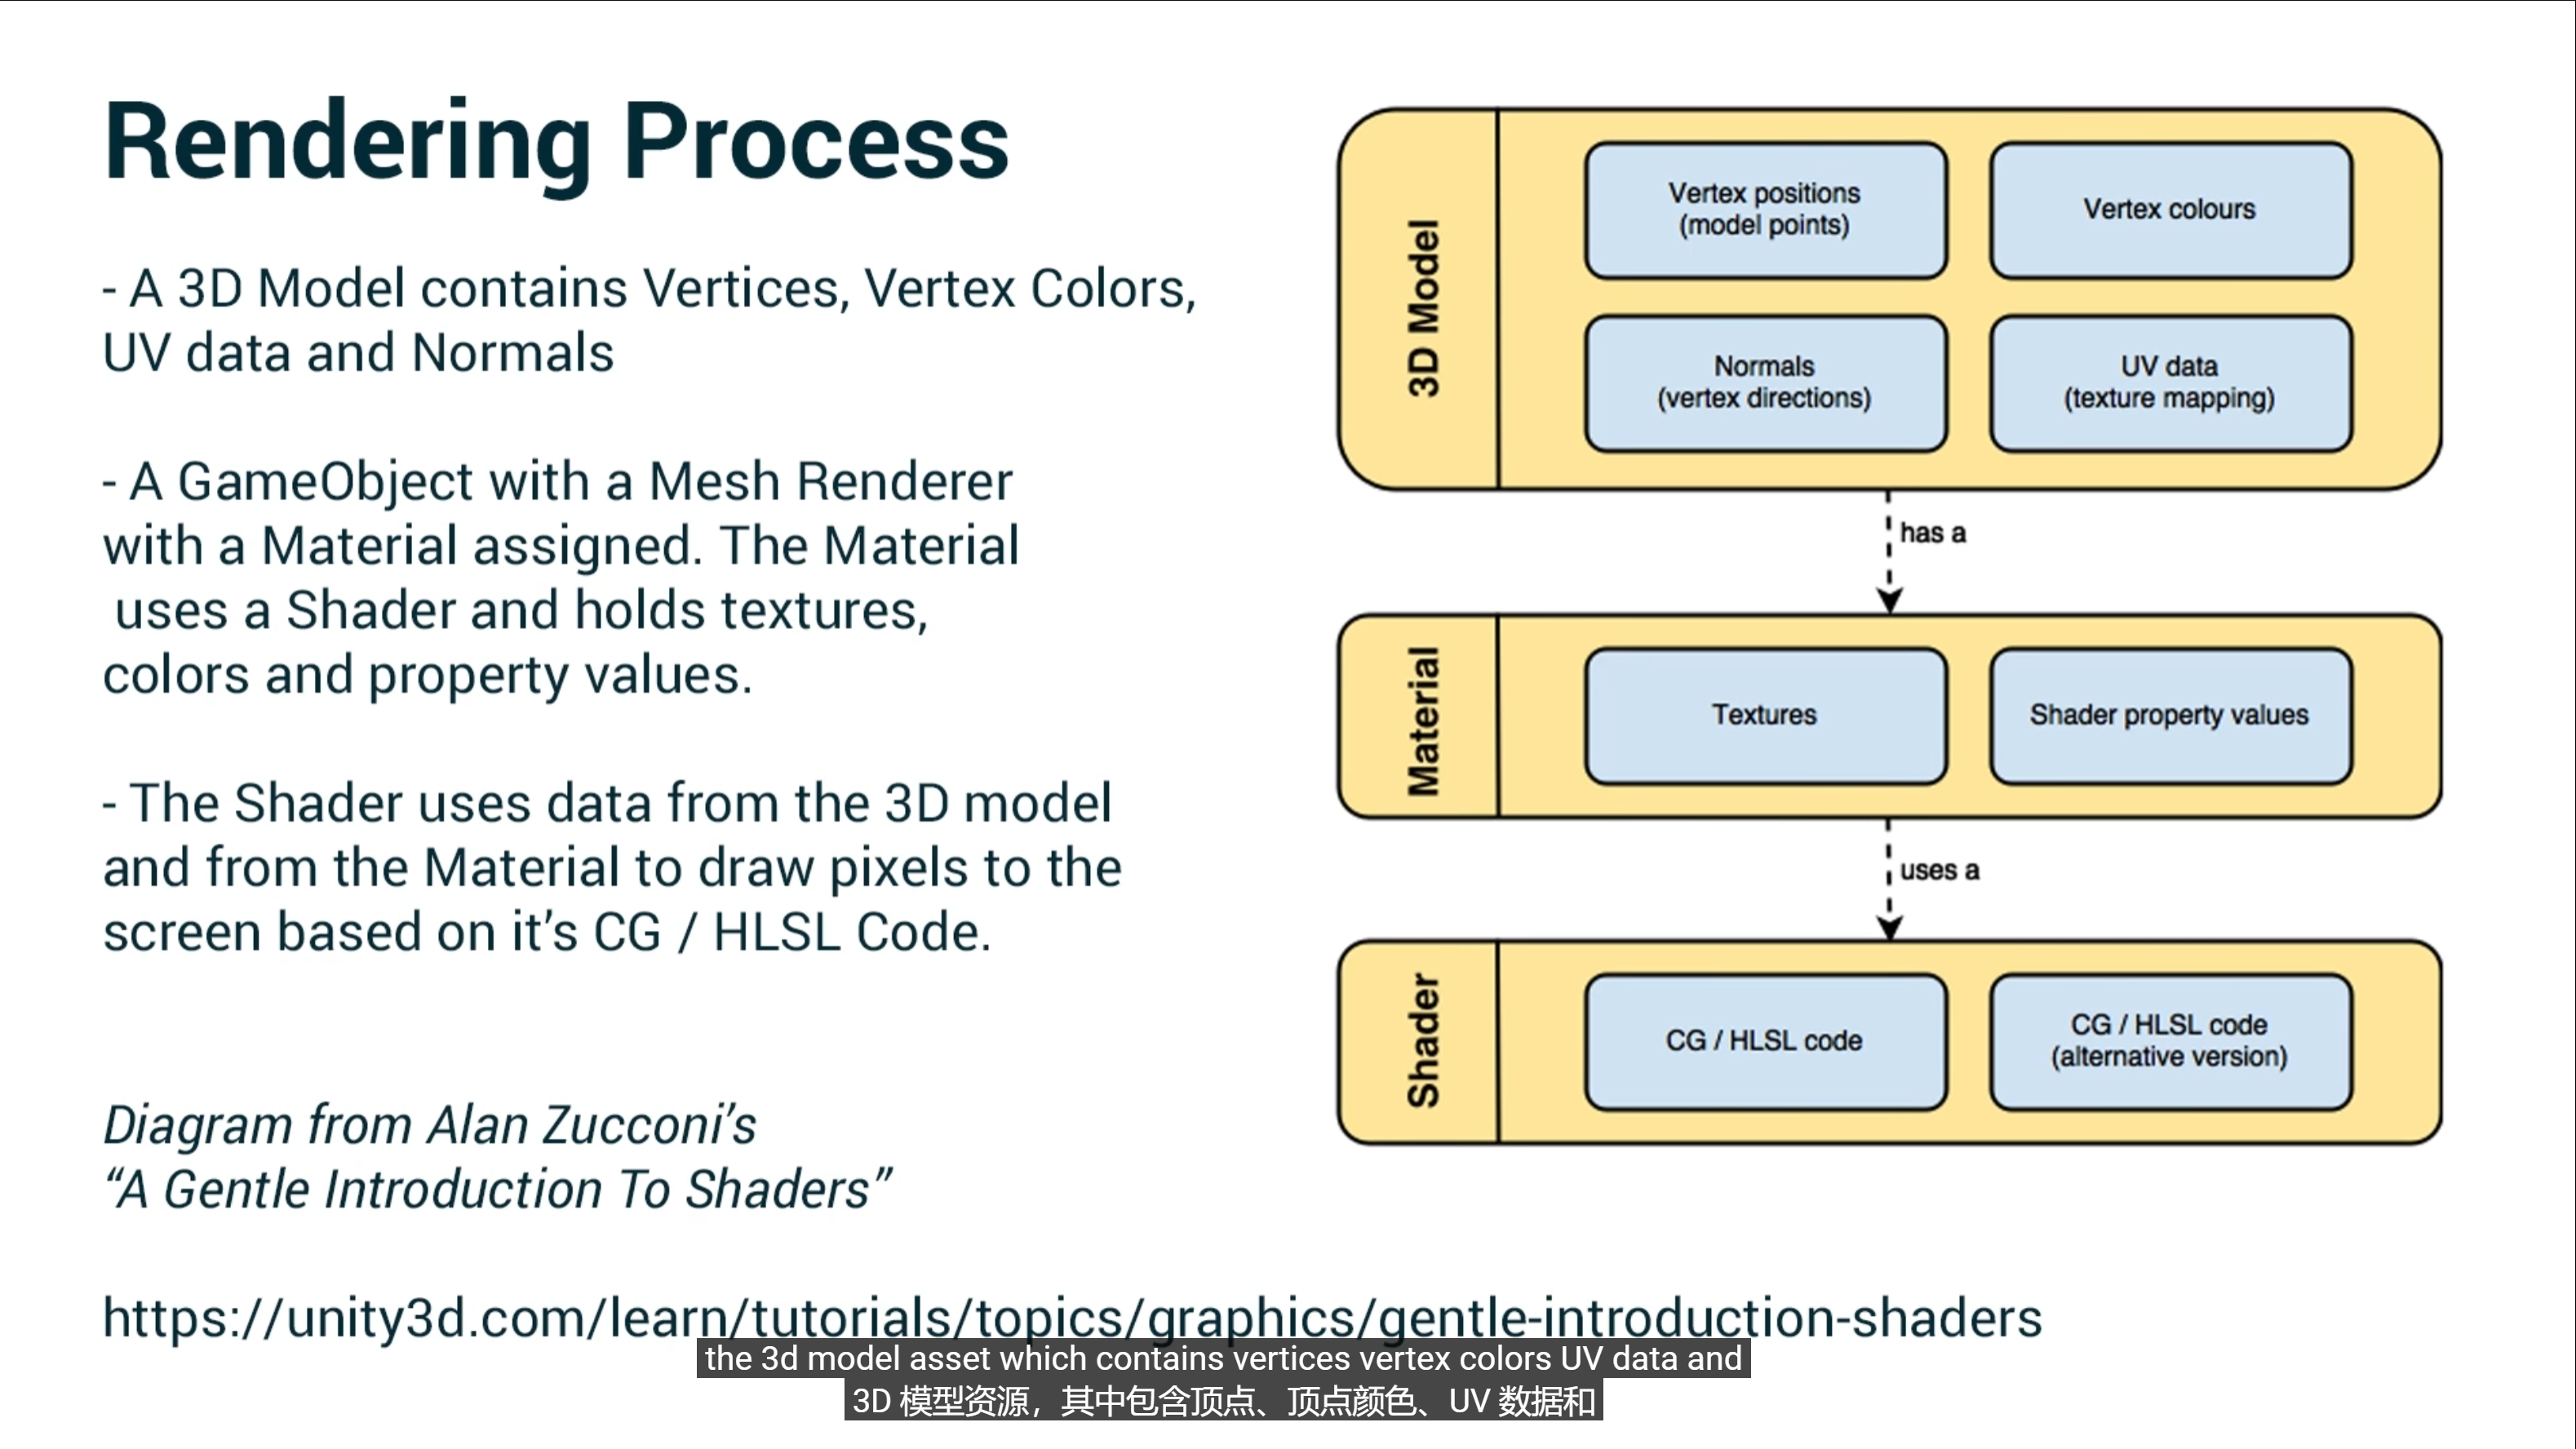 Rendering Process
- A 3D Model contains Vertices, Vertex Colors,
UV data and Normals
- A GameObject with a Mesh Renderer
with a Material assigned. The Material
uses a Shader and holds textures,
colors and property values.
- The Shader uses data from the 3D model
and from the Material to draw pixels to the
screen based on it’s CG / HLSL Code.
Diagram from Alan Zucconi’s
“A Gentle Introduction To Shaders”
https://unity3d.com/learn/tutorials/topics/graphics/gentle-introduction-shaders
3D Model
Vertex positions
(model points)
Vertex colours
Normals
(vertex directions)
UV data
(texture mapping)
has a
Material
Textures
Shader property values
uses a
Shader
CG / HLSL code
CG / HLSL code
(alternative version)
the 3d model asset which contains vertices vertex colors UV data and
3D 模型资源，其中包含顶点、顶点颜色、UV 数据和